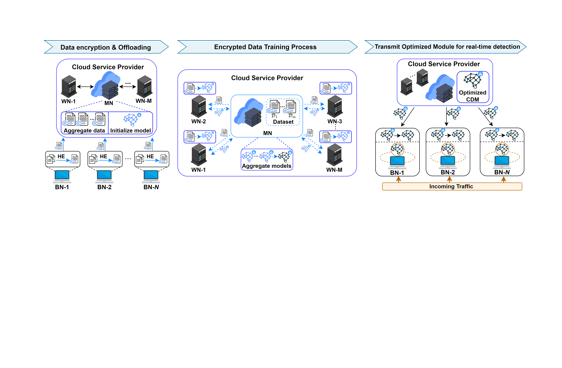 Data encryption & Offloading
Cloud Service Provider
WN-1
MN
WN-M
Aggregate data
Initialize model
HE
HE
HE
BN-1
BN-2
BN-N
Encrypted Data Training Process
Cloud Service Provider
WN-2
Dataset
WN-3
MN
WN-1
Aggregate models
WN-M
Transmit Optimized Module for real-time detection
Cloud Service Provider
Optimized
CDM
BN-1
BN-2
BN-N
Incoming Traffic